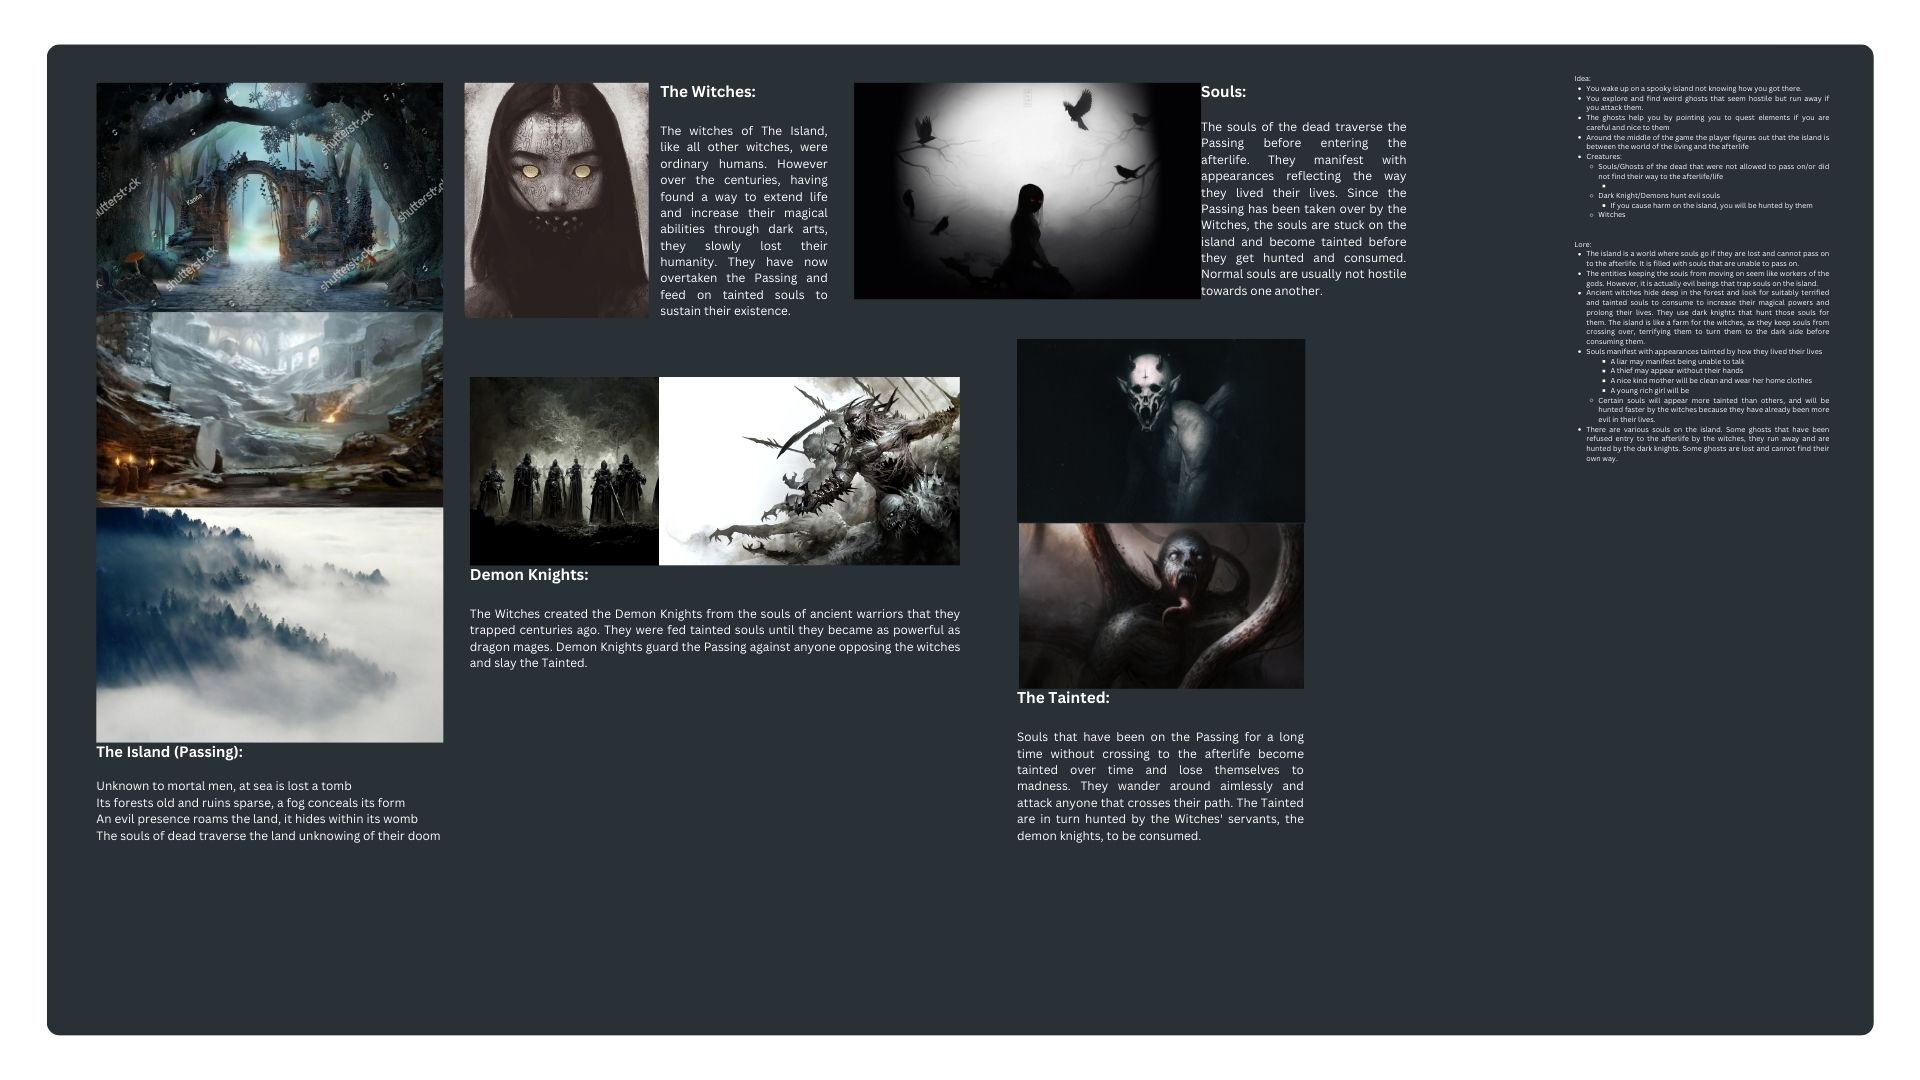 The Witches:
The witches of The Island,
like all other witches, were
ordinary humans. However
over the centuries, having
found a way to extend life
and increase their magical
abilities through dark arts,
they slowly lost their
humanity. They have now
overtaken the Passing and
feed on tainted souls to
sustain their existence.
Souls:
The souls of the dead traverse the
Passing before entering the
afterlife. They manifest with
appearances reflecting the way
they lived their lives. Since the
Passing has been taken over by the
Witches, the souls are stuck on the
island and become tainted before
they get hunted and consumed.
Normal souls are usually not hostile
towards one another.
Demon Knights:
The Witches created the Demon Knights from the souls of ancient warriors that they
trapped centuries ago. They were fed tainted souls until they became as powerful as
dragon mages. Demon Knights guard the Passing against anyone opposing the witches
and slay the Tainted.
The Tainted:
Souls that have been on the Passing for a long
time without crossing to the afterlife become
tainted over time and lose themselves to
madness. They wander around aimlessly and
attack anyone that crosses their path. The Tainted
are in turn hunted by the Witches' servants, the
demon knights, to be consumed.
The Island (Passing):
Unknown to mortal men, at sea is lost a tomb
Its forests old and ruins sparse, a fog conceals its form
An evil presence roams the land, it hides within its womb
The souls of dead traverse the land unknowing of their doom
Idea:
You wake up on a spooky island not knowing how you got there.
You explore and find weird ghosts that seem hostile but run away if
you attack them.
The ghosts help you by pointing you to quest elements if you are
careful and nice to them
Around the middle of the game the player figures out that the island is
between the world of the living and the afterlife
Creatures:
Souls/Ghosts of the dead that were not allowed to pass on/or did
not find their way to the afterlife/life
Dark Knight/Demons hunt evil souls
If you cause harm on the island, you will be hunted by them
Witches
Lore:
The island is a world where souls go if they are lost and cannot pass on
to the afterlife. It is filled with souls that are unable to pass on.
The entities keeping the souls from moving on seem like workers of the
gods. However, it is actually evil beings that trap souls on the island.
Ancient witches hide deep in the forest and look for suitably terrified
and tainted souls to consume to increase their magical powers and
prolong their lives. They use dark knights that hunt those souls for
them. The island is like a farm for the witches, as they keep souls from
crossing over, terrifying them to turn them to the dark side before
consuming them.
Souls manifest with appearances tainted by how they lived their lives
A liar may manifest being unable to talk
A thief may appear without their hands
A nice kind mother will be clean and wear her home clothes
A young rich girl will be
Certain souls will appear more tainted than others, and will be
hunted faster by the witches because they have already been more
evil in their lives.
There are various souls on the island. Some ghosts that have been
refused entry to the afterlife by the witches, they run away and are
hunted by the dark knights. Some ghosts are lost and cannot find their
own way.
shutterstock
shutterstock
shutterstock
shutterstock
shutterstock